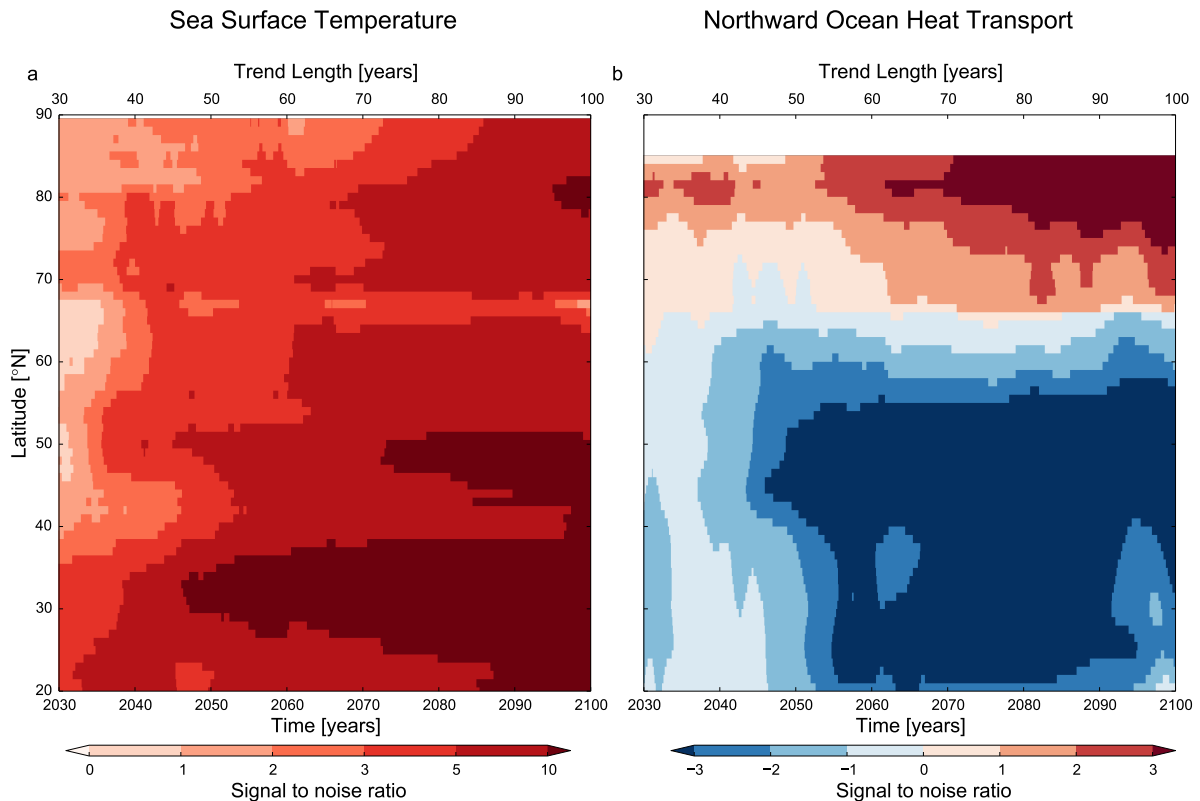 Sea Surface Temperature
Northward Ocean Heat Transport
a
Trend Length [years]
30 40 50 60 70 80 90 100
90
80
70
60
50
40
30
20
Latitude [°N]
2030 2040 2050 2060 2070 2080 2090 2100
Time [years]
0 1 2 3 5 10
Signal to noise ratio
b
Trend Length [years]
30 40 50 60 70 80 90 100
2030 2040 2050 2060 2070 2080 2090 2100
Time [years]
−3 −2 −1 0 1 2 3
Signal to noise ratio